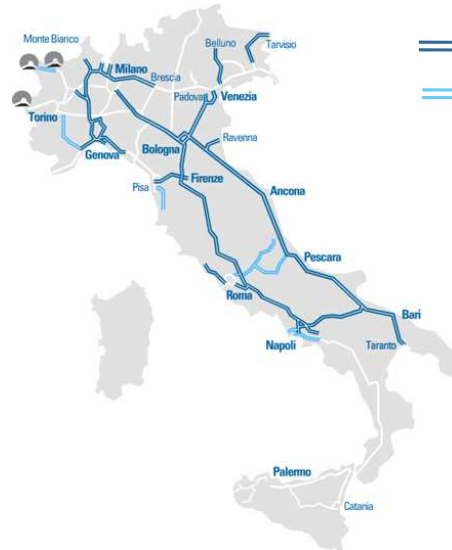 Monte Bianco
Belluno
Tarvisio
Milano
Brescia
Padova
Venezia
Torino
Genova
Bologna
Ravenna
Pisa
Firenze
Ancona
Pescara
Roma
Bari
Napoli
Taranto
Palermo
Catania